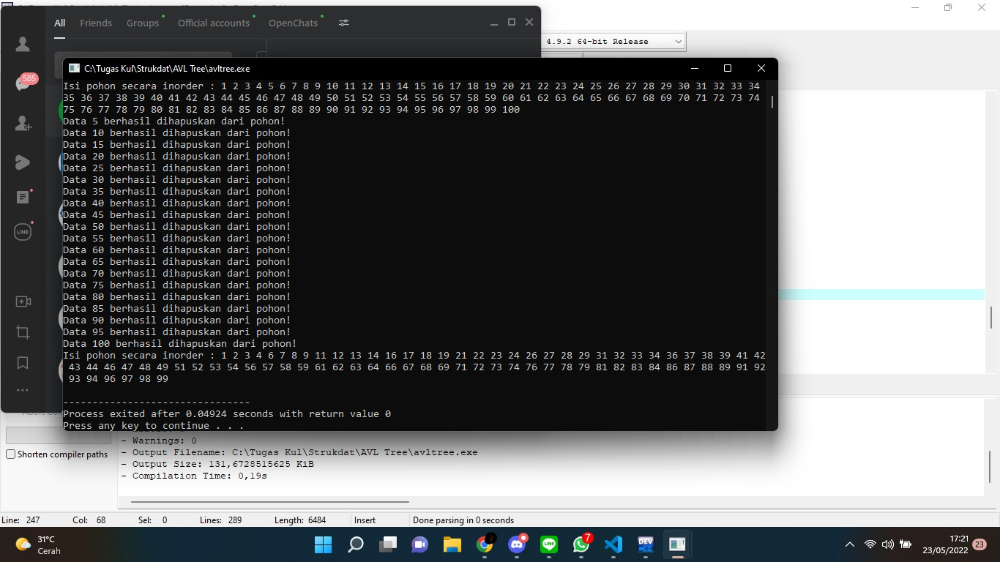 All Friends Groups Official accounts OpenChats
585
LINE
4.9.2 64-bit Release
C:\Tugas Kul\Strukdat\AVL Tree\avltree.exe
Isi pohon secara inorder : 1 2 3 4 5 6 7 8 9 10 11 12 13 14 15 16 17 18 19 20 21 22 23 24 25 26 27 28 29 30 31 32 33 34
35 36 37 38 39 40 41 42 43 44 45 46 47 48 49 50 51 52 53 54 55 56 57 58 59 60 61 62 63 64 65 66 67 68 69 70 71 72 73 74
75 76 77 78 79 80 81 82 83 84 85 86 87 88 89 90 91 92 93 94 95 96 97 98 99 100
Data 5 berhasil dihapuskan dari pohon!
Data 10 berhasil dihapuskan dari pohon!
Data 15 berhasil dihapuskan dari pohon!
Data 20 berhasil dihapuskan dari pohon!
Data 25 berhasil dihapuskan dari pohon!
Data 30 berhasil dihapuskan dari pohon!
Data 35 berhasil dihapuskan dari pohon!
Data 40 berhasil dihapuskan dari pohon!
Data 45 berhasil dihapuskan dari pohon!
Data 50 berhasil dihapuskan dari pohon!
Data 55 berhasil dihapuskan dari pohon!
Data 60 berhasil dihapuskan dari pohon!
Data 65 berhasil dihapuskan dari pohon!
Data 70 berhasil dihapuskan dari pohon!
Data 75 berhasil dihapuskan dari pohon!
Data 80 berhasil dihapuskan dari pohon!
Data 85 berhasil dihapuskan dari pohon!
Data 90 berhasil dihapuskan dari pohon!
Data 95 berhasil dihapuskan dari pohon!
Data 100 berhasil dihapuskan dari pohon!
Isi pohon secara inorder : 1 2 3 4 6 7 8 9 11 12 13 14 16 17 18 19 21 22 23 24 26 27 28 29 31 32 33 34 36 37 38 39 41 42
43 44 46 47 48 49 51 52 53 54 56 57 58 59 61 62 63 64 66 67 68 69 71 72 73 74 76 77 78 79 81 82 83 84 86 87 88 89 91 92
93 94 96 97 98 99
--------------------------------
Process exited after 0.04924 seconds with return value 0
Press any key to continue . . .
- Warnings: 0
- Output Filename: C:\Tugas Kul\Strukdat\AVL Tree\avltree.exe
- Output Size: 131,6728515625 KiB
- Compilation Time: 0,19s
Shorten compiler paths
Line: 247 Col: 68 Sel: 0 Lines: 289 Length: 6484 Insert Done parsing in 0 seconds
31°C
Cerah
7
DEV
17:21
23/05/2022
23